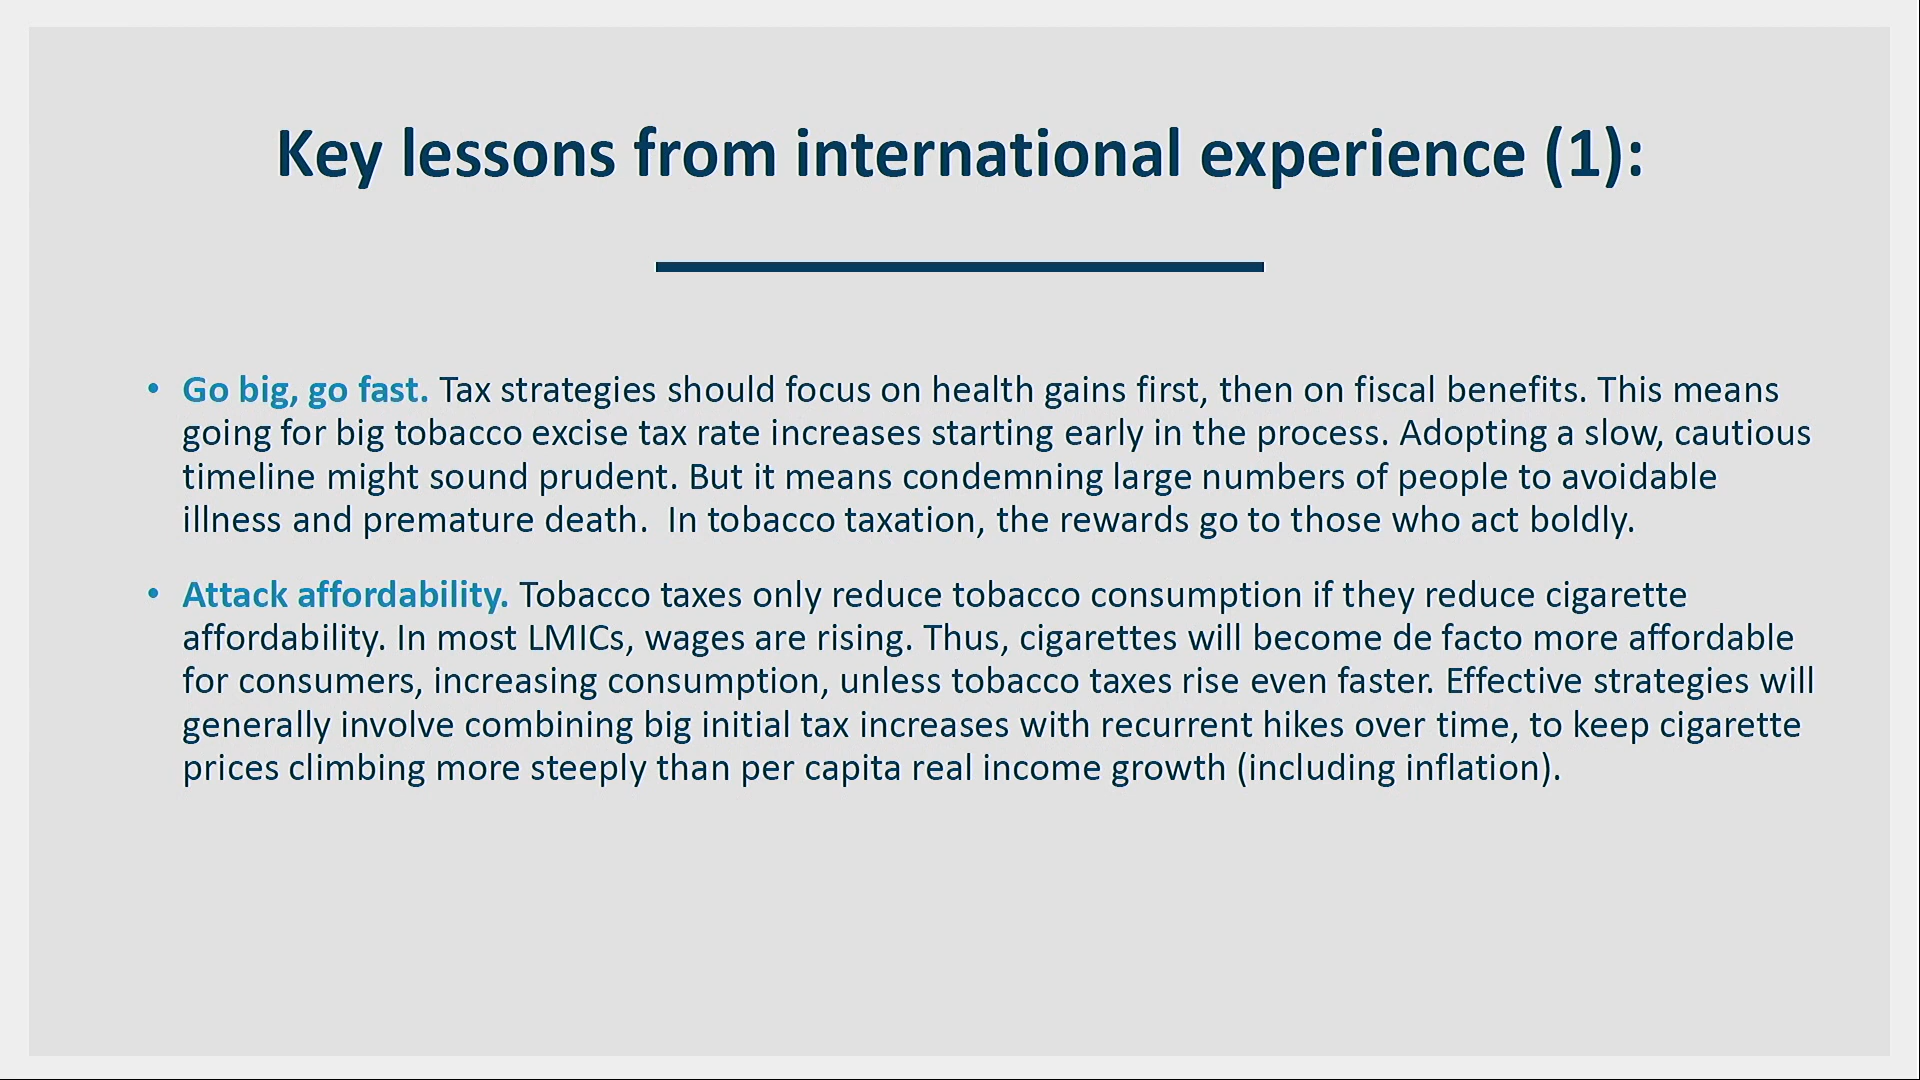 Key lessons from international experience (1):
• Go big, go fast. Tax strategies should focus on health gains first, then on fiscal benefits. This means
going for big tobacco excise tax rate increases starting early in the process. Adopting a slow, cautious
timeline might sound prudent. But it means condemning large numbers of people to avoidable
illness and premature death.  In tobacco taxation, the rewards go to those who act boldly.
• Attack affordability. Tobacco taxes only reduce tobacco consumption if they reduce cigarette
affordability. In most LMICs, wages are rising. Thus, cigarettes will become de facto more affordable
for consumers, increasing consumption, unless tobacco taxes rise even faster. Effective strategies will
generally involve combining big initial tax increases with recurrent hikes over time, to keep cigarette
prices climbing more steeply than per capita real income growth (including inflation).